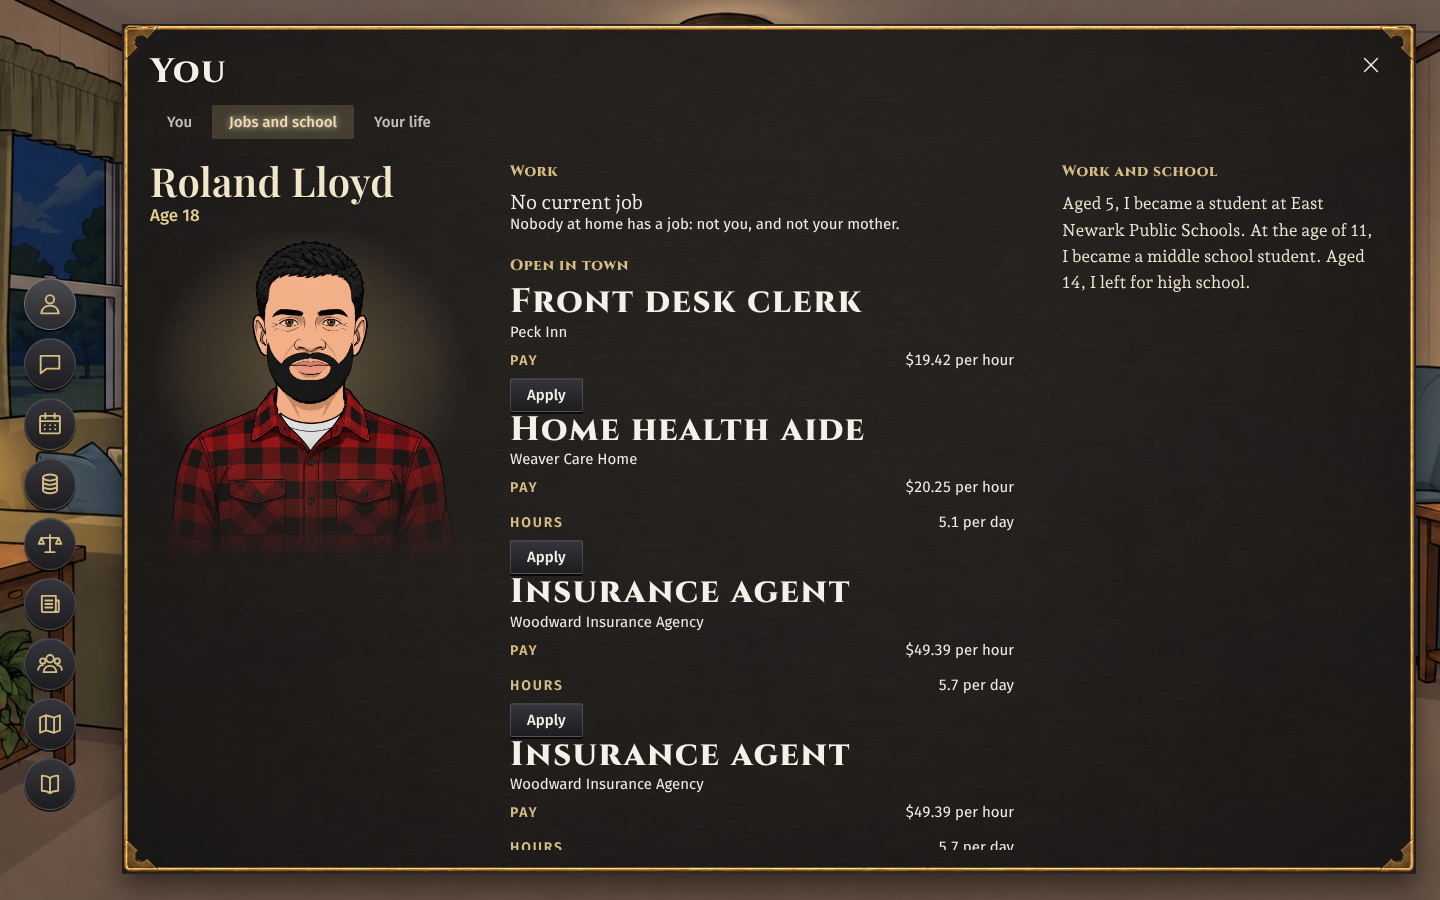 You
You
Jobs and school
Your life
Roland Lloyd
Age 18
Work
No current job
Nobody at home has a job: not you, and not your mother.
Open in town
Front desk clerk
Peck Inn
PAY
$19.42 per hour
Apply
Home health aide
Weaver Care Home
PAY
$20.25 per hour
HOURS
5.1 per day
Apply
Insurance agent
Woodward Insurance Agency
PAY
$49.39 per hour
HOURS
5.7 per day
Apply
Insurance agent
Woodward Insurance Agency
PAY
$49.39 per hour
HOURS
5.7 per day
Work and school
Aged 5, I became a student at East
Newark Public Schools. At the age of 11,
I became a middle school student. Aged
14, I left for high school.